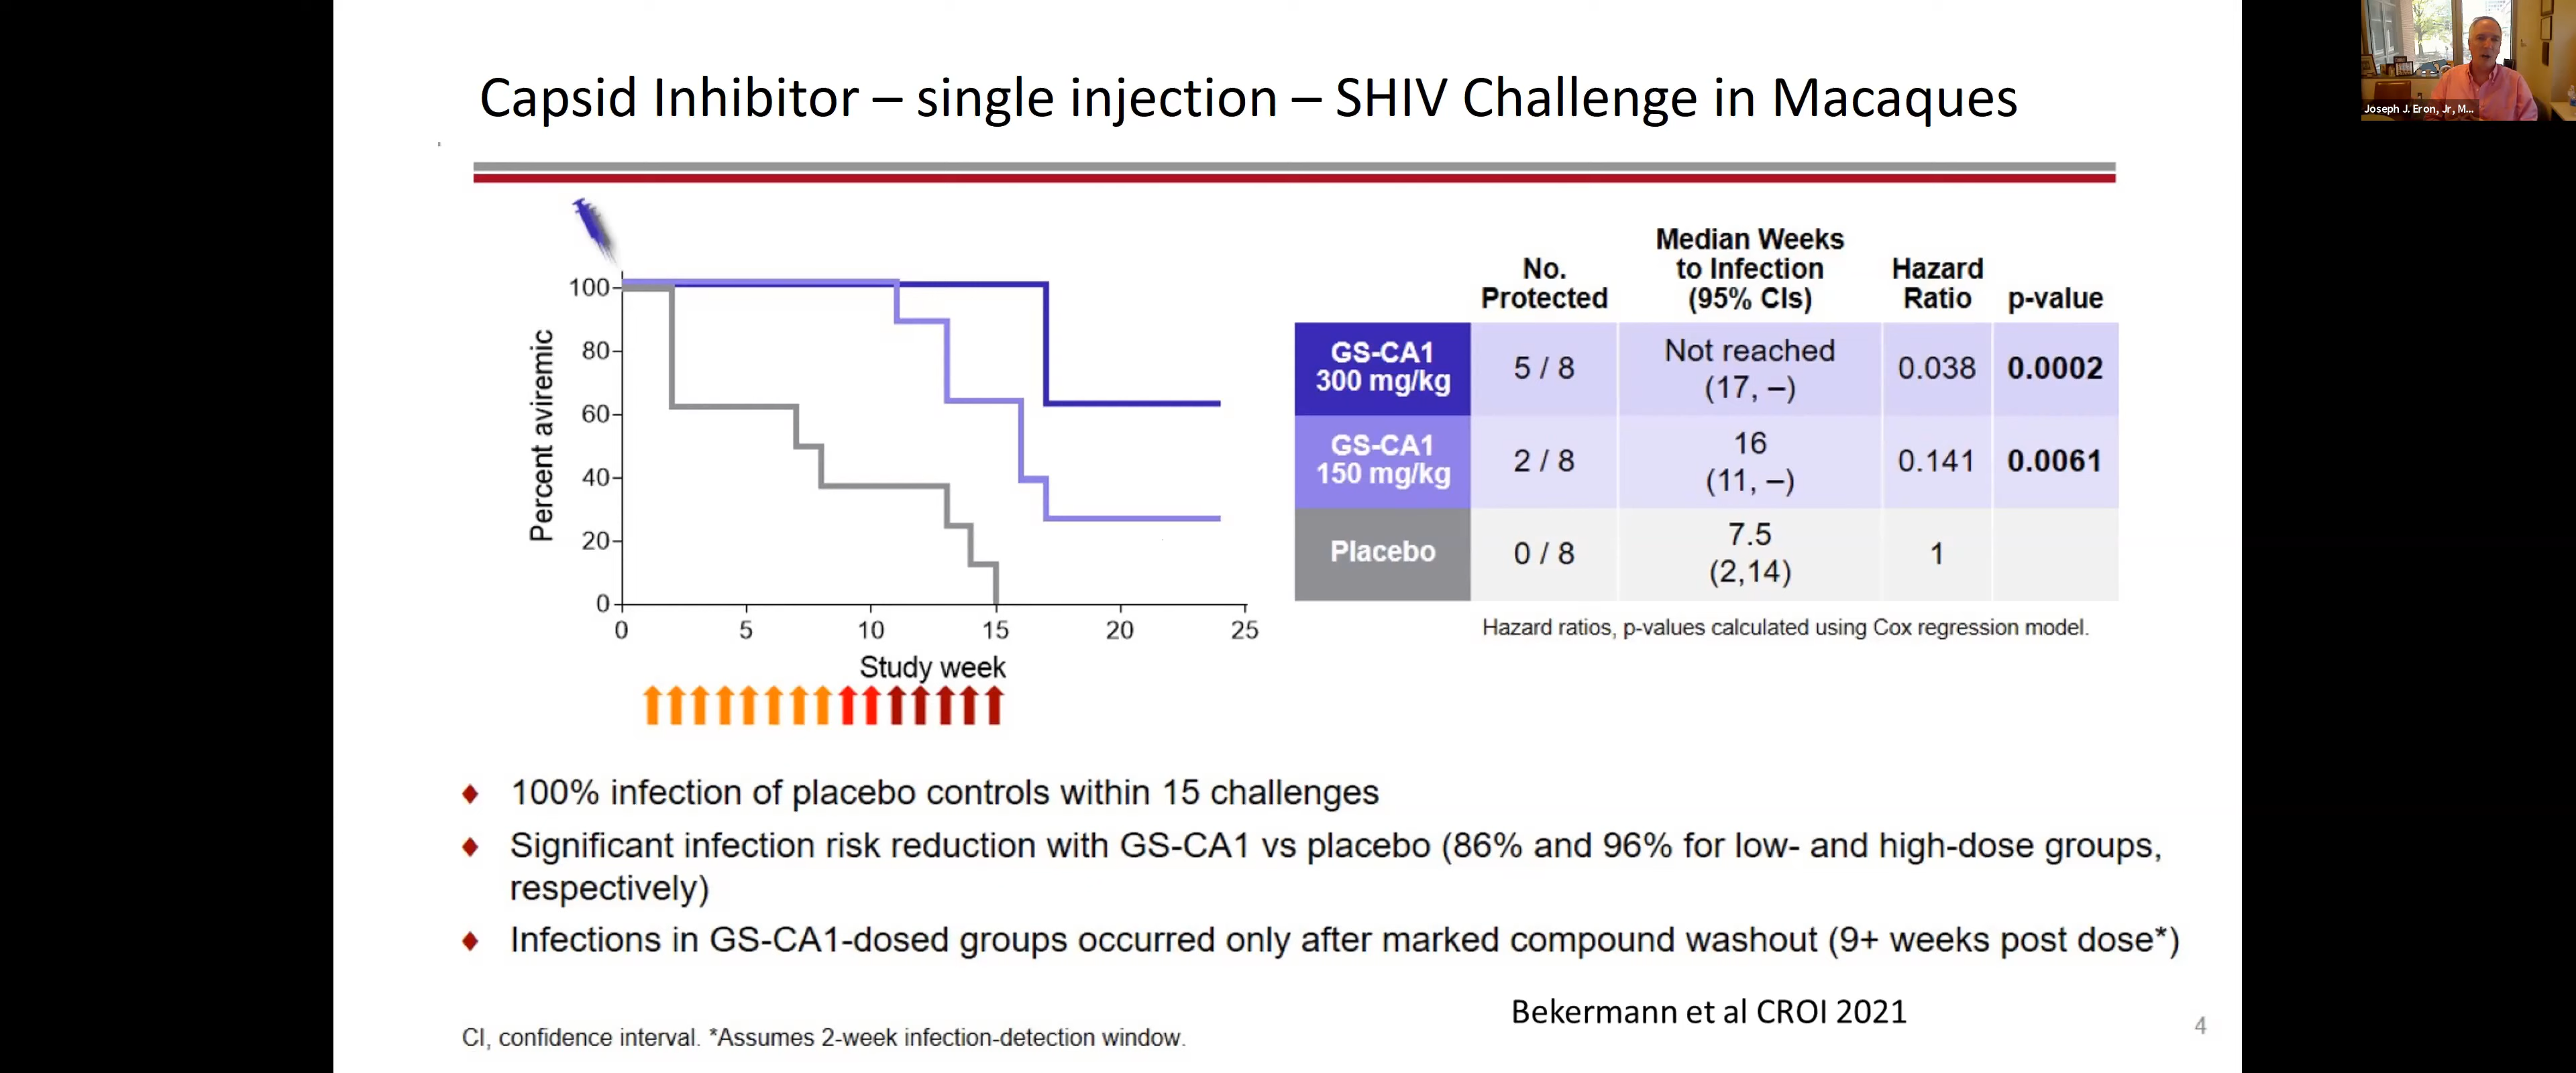 Capsid Inhibitor – single injection – SHIV Challenge in Macaques
Joseph J. Eron, Jr, M...
100
80
60
40
20
0
Percent aviremic
0 5 10 15 20 25
Study week
No. Protected
Median Weeks to Infection (95% CIs)
Hazard Ratio
p-value
GS-CA1 300 mg/kg
5 / 8
Not reached (17, –)
0.038
0.0002
GS-CA1 150 mg/kg
2 / 8
16 (11, –)
0.141
0.0061
Placebo
0 / 8
7.5 (2,14)
1
Hazard ratios, p-values calculated using Cox regression model.
♦ 100% infection of placebo controls within 15 challenges
♦ Significant infection risk reduction with GS-CA1 vs placebo (86% and 96% for low- and high-dose groups,
respectively)
♦ Infections in GS-CA1-dosed groups occurred only after marked compound washout (9+ weeks post dose*)
Bekermann et al CROI 2021
CI, confidence interval. *Assumes 2-week infection-detection window.
4